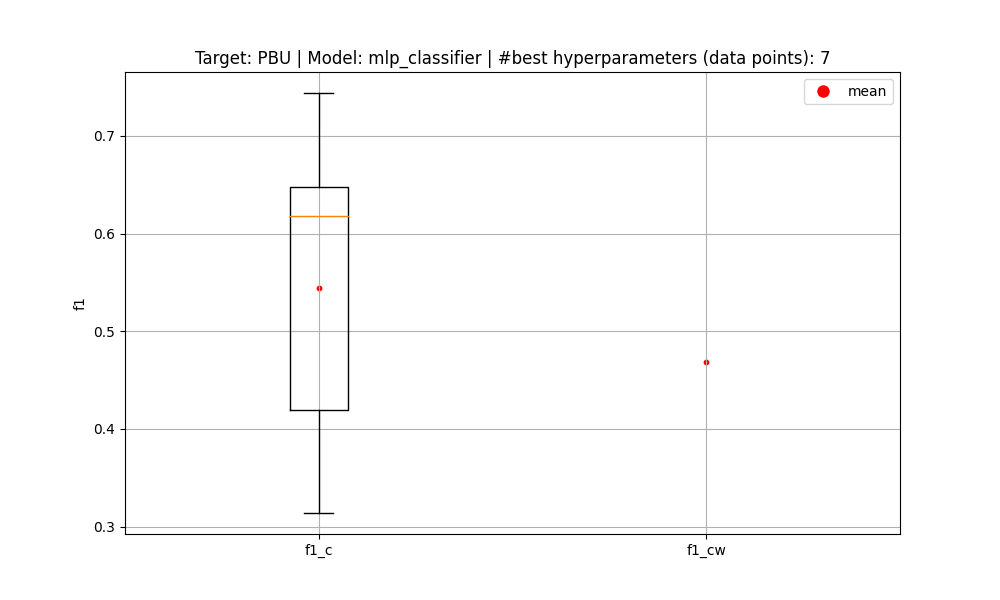 Target: PBU | Model: mlp_classifier | #best hyperparameters (data points): 7
mean
0.7
0.6
0.5
0.4
0.3
f1
f1_c
f1_cw